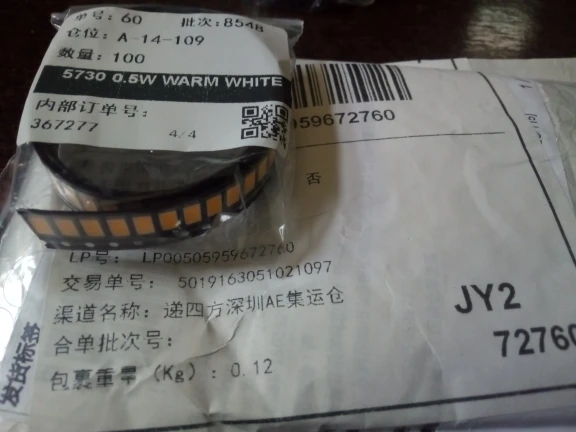 单号: 60 批次: 8548
仓位: A-14-109
数量: 100
5730 0.5W WARM WHITE
内部订单号:
367277 4/4
959672760
否
LP号: LP00505959672760
交易单号: 5019163051021097
渠道名称: 递四方深圳AE集运仓
合单批次号:
包裹重量 (Kg) : 0.12
JY2
72760